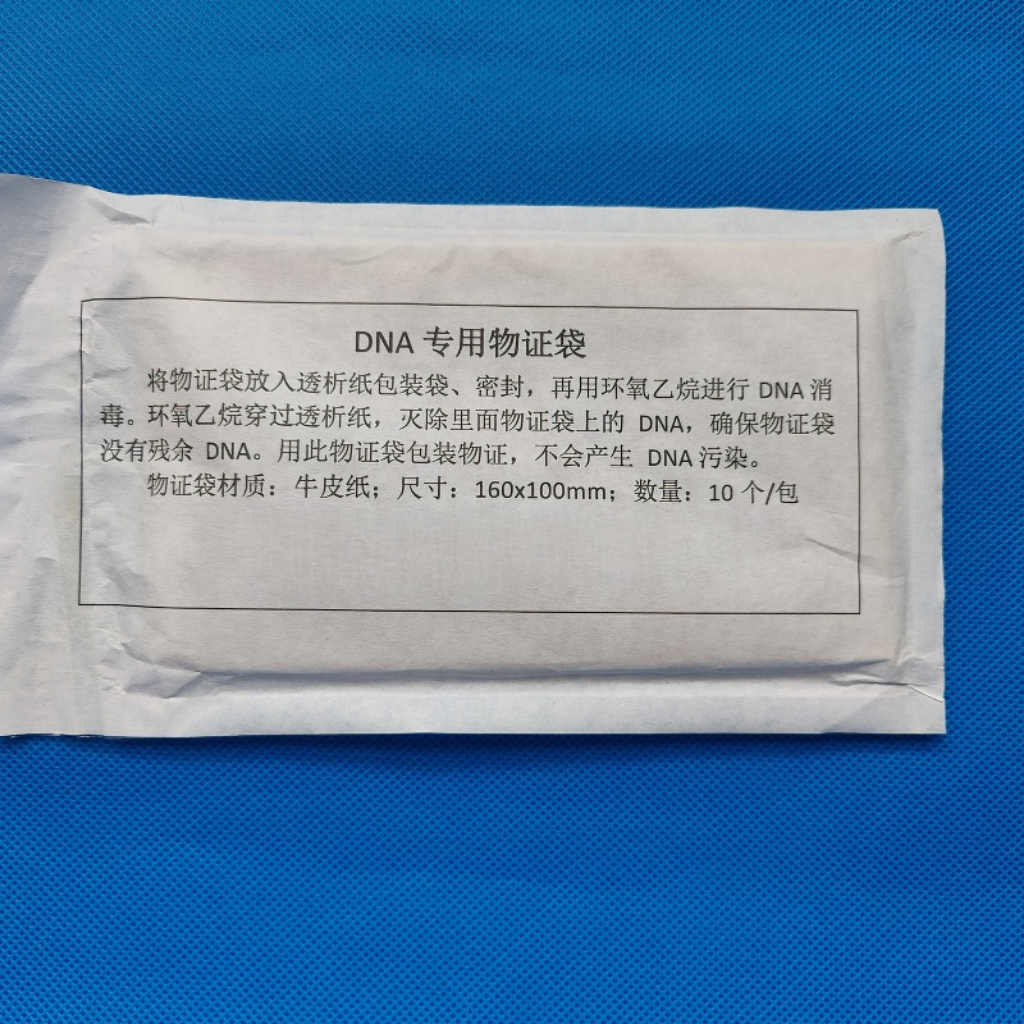 DNA 专用物证袋
将物证袋放入透析纸包装袋、密封，再用环氧乙烷进行 DNA 消
毒。环氧乙烷穿过透析纸，灭除里面物证袋上的 DNA，确保物证袋
没有残余 DNA。用此物证袋包装物证，不会产生 DNA 污染。
物证袋材质：牛皮纸；尺寸：160x100mm；数量：10 个/包